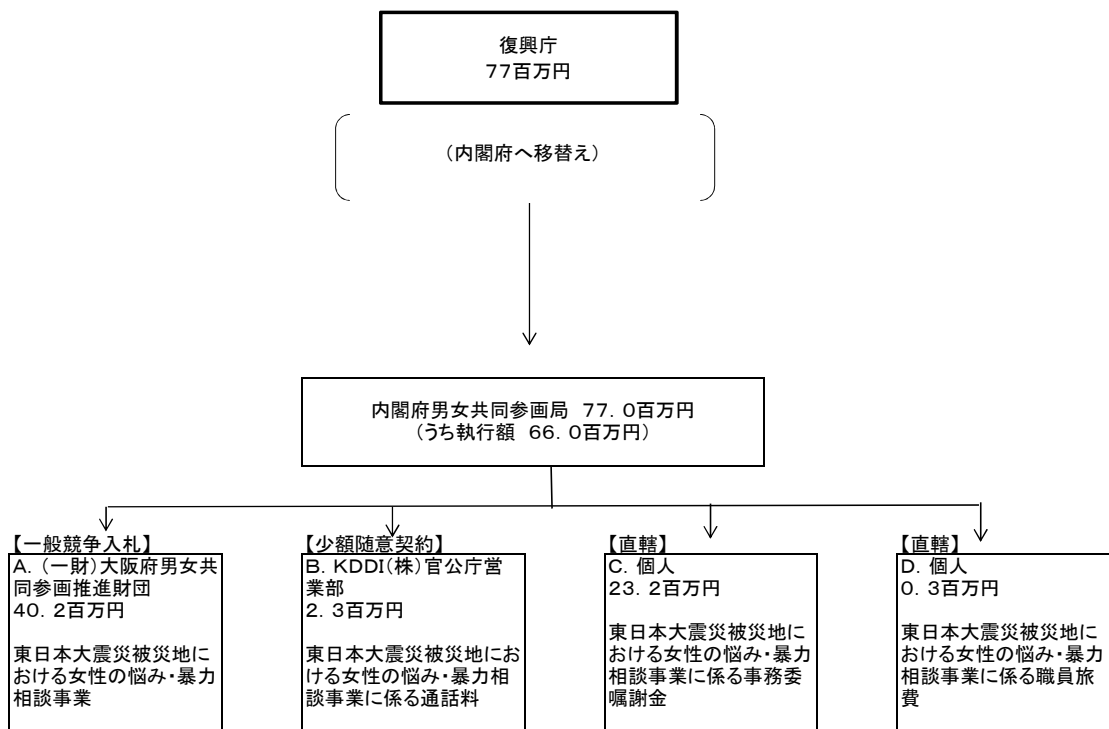 復興庁
77百万円
(内閣府へ移替え)
内閣府男女共同参画局 77．0百万円
(うち執行額 66．0百万円)
【一般競争入札】
A．(一財)大阪府男女共
同参画推進財団
40．2百万円
東日本大震災被災地に
おける女性の悩み・暴力
相談事業
【少額随意契約】
B．KDDI(株)官公庁営
業部
2．3百万円
東日本大震災被災地にお
ける女性の悩み・暴力相
談事業に係る通話料
【直轄】
C．個人
23．2百万円
東日本大震災被災地に
おける女性の悩み・暴力
相談事業に係る事務委
嘱謝金
【直轄】
D．個人
0．3百万円
東日本大震災被災地に
おける女性の悩み・暴力
相談事業に係る職員旅
費